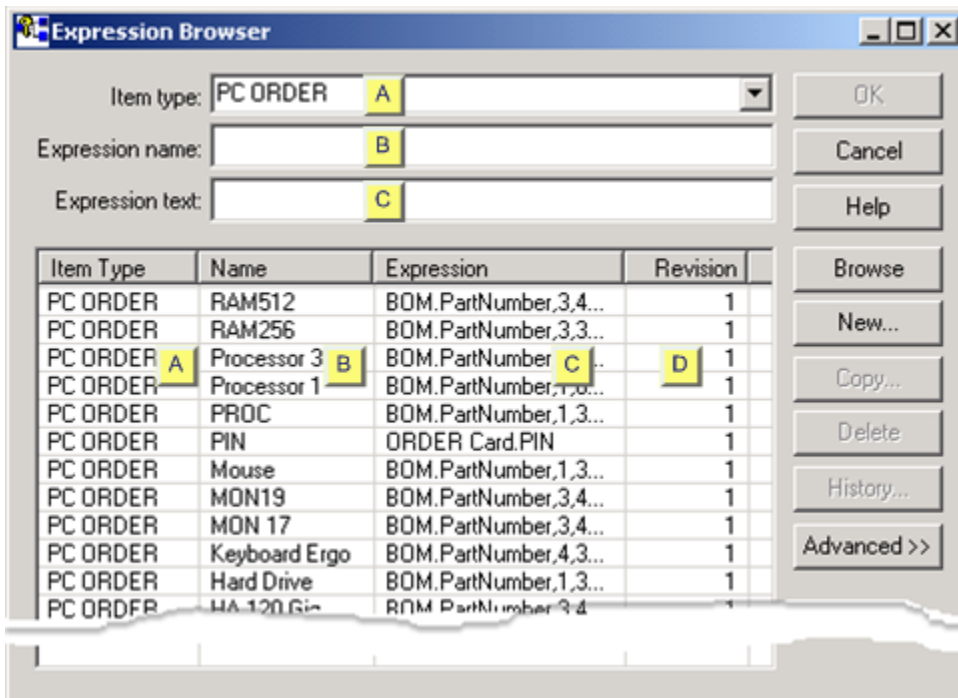 Expression Browser
Item type: PC ORDER A OK
Expression name: B Cancel
Expression text: C Help
Item Type Name Expression Revision Browse
PC ORDER RAM512 BOM.PartNumber,3,4... 1
PC ORDER RAM256 BOM.PartNumber,3,3... 1 New...
PC ORDER A Processor 3 B BOM.PartNumber C D 1
PC ORDER Processor 1 1 Copy...
PC ORDER PROC BOM.PartNumber,1,3... 1
PC ORDER PIN ORDER Card.PIN 1 Delete
PC ORDER Mouse BOM.PartNumber,1,3... 1
PC ORDER MON19 BOM.PartNumber,3,4... 1 History...
PC ORDER MON 17 BOM.PartNumber,3,4... 1
PC ORDER Keyboard Ergo BOM.PartNumber,4,3... 1 Advanced >>
PC ORDER Hard Drive BOM.PartNumber,1,3... 1
PC ORDER